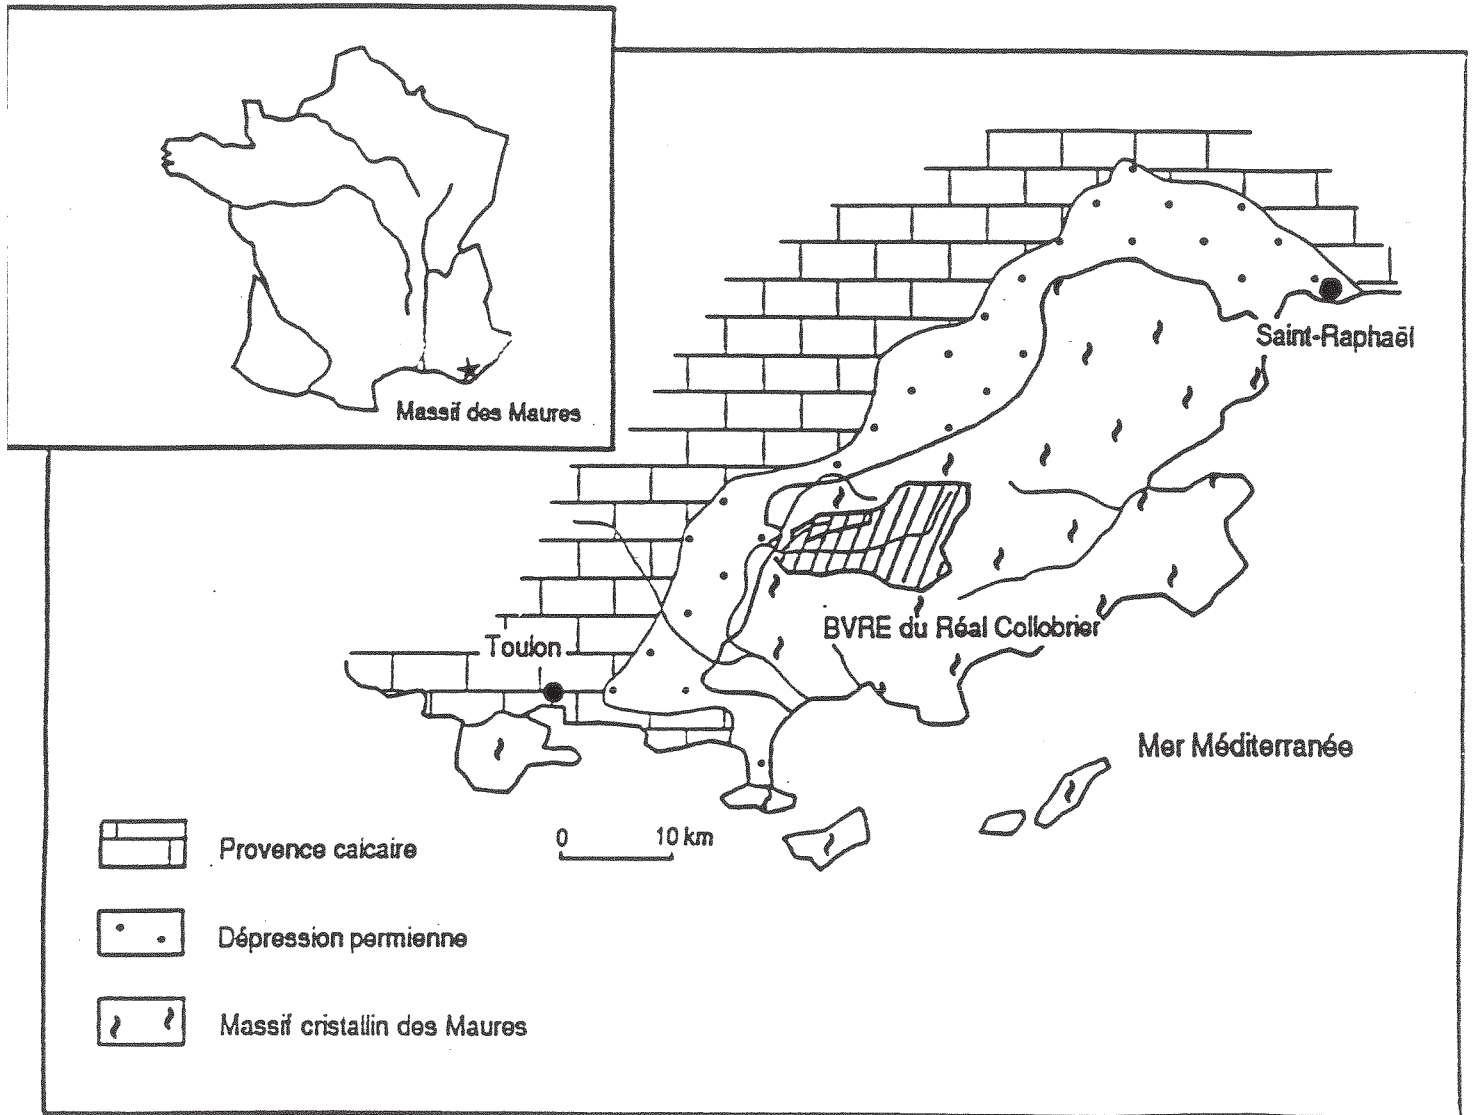 Massif des Maures
Saint-Raphaël
BVRE du Réal Collobrier
Toulon
Mer Méditerranée
0 10 km
Provence calcaire
Dépression permienne
Massif cristallin des Maures